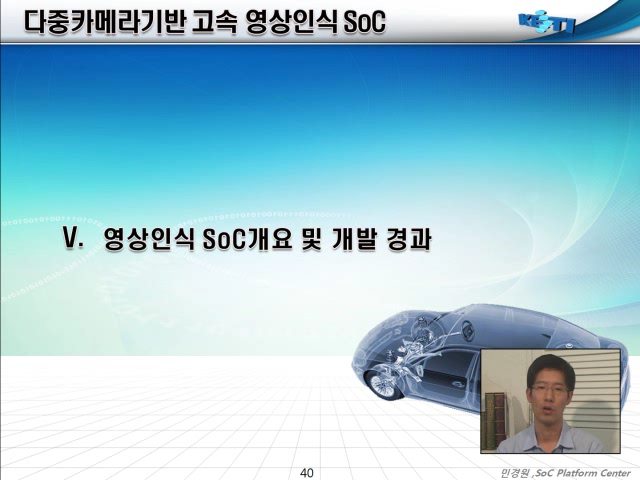 다중카메라기반 고속 영상인식 SoC
KETI
V. 영상인식 SoC개요 및 개발 경과
40
민경원 ,SoC Platform Center